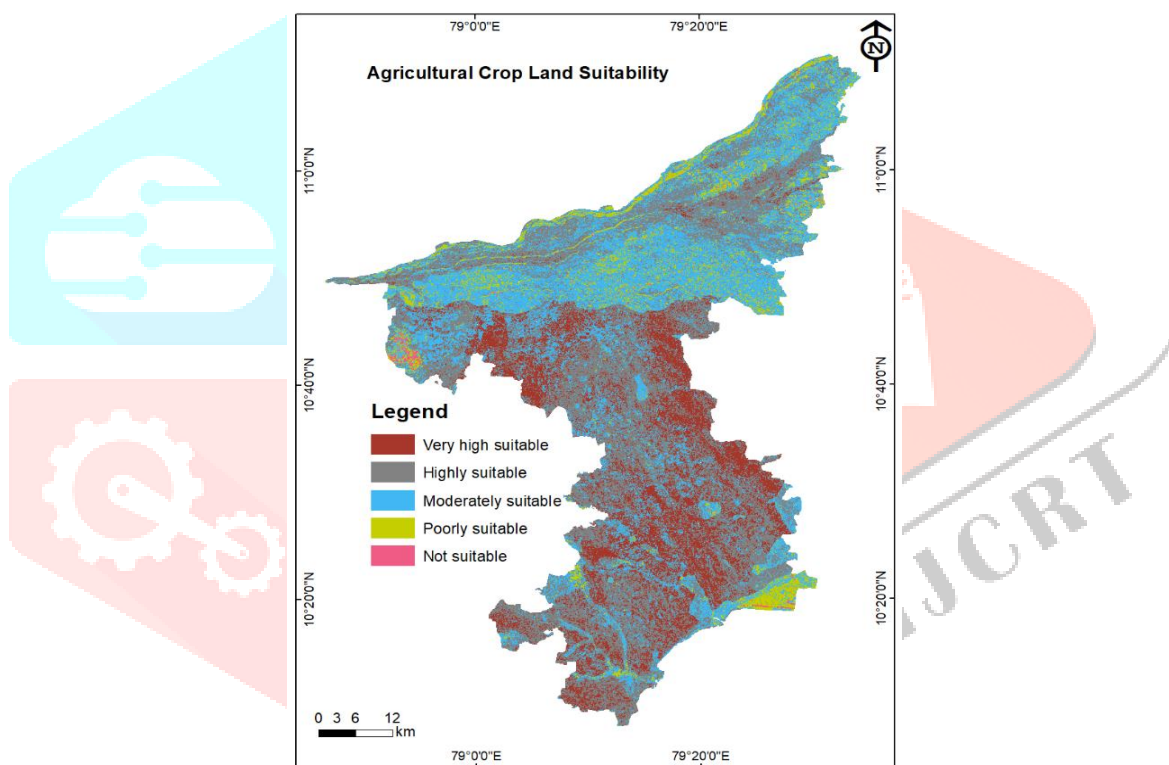 79°0'0"E 79°20'0"E
N
Agricultural Crop Land Suitability
11°0'0"N 11°0'0"N
10°40'0"N 10°40'0"N
Legend
Very high suitable
Highly suitable
Moderately suitable
Poorly suitable
Not suitable
10°20'0"N 10°20'0"N
0 3 6 12
km
79°0'0"E 79°20'0"E
IJCRT